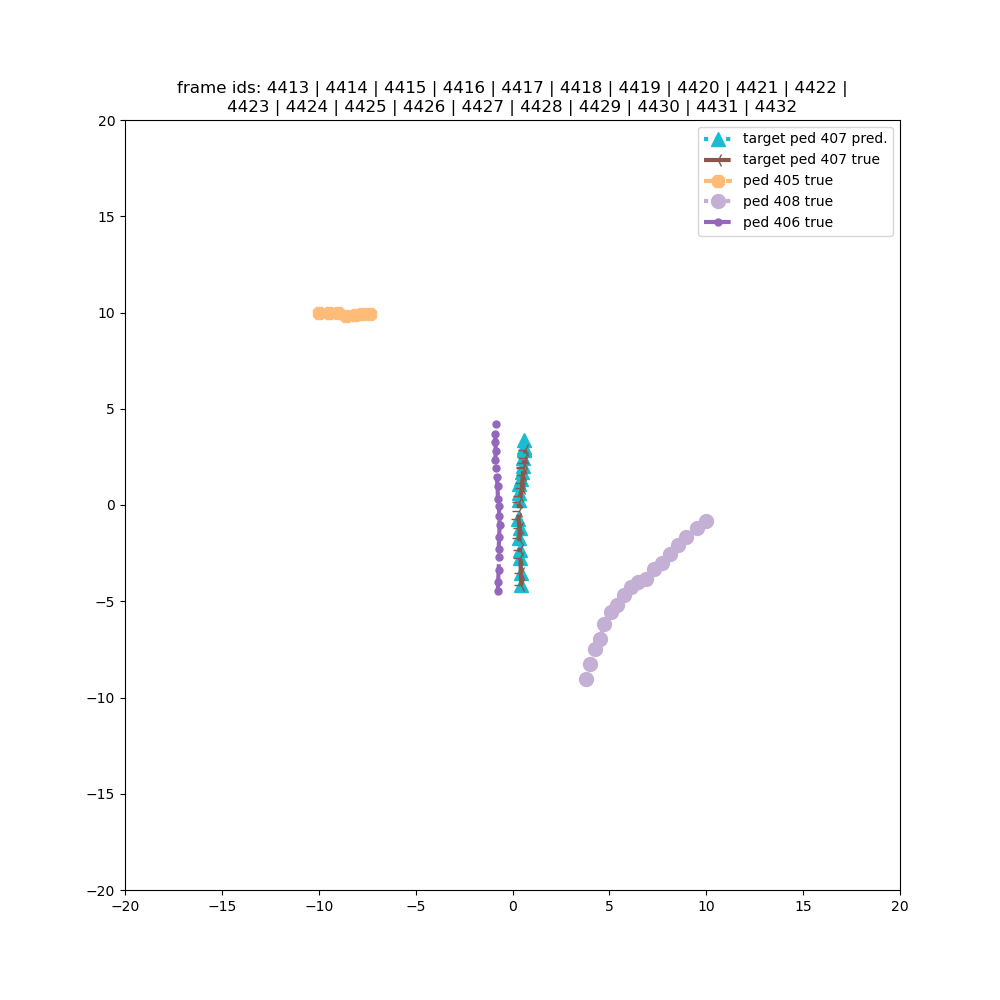 frame ids: 4413 | 4414 | 4415 | 4416 | 4417 | 4418 | 4419 | 4420 | 4421 | 4422 |
4423 | 4424 | 4425 | 4426 | 4427 | 4428 | 4429 | 4430 | 4431 | 4432
target ped 407 pred.
target ped 407 true
ped 405 true
ped 408 true
ped 406 true
20
15
10
5
0
−5
−10
−15
−20
−20 −15 −10 −5 0 5 10 15 20